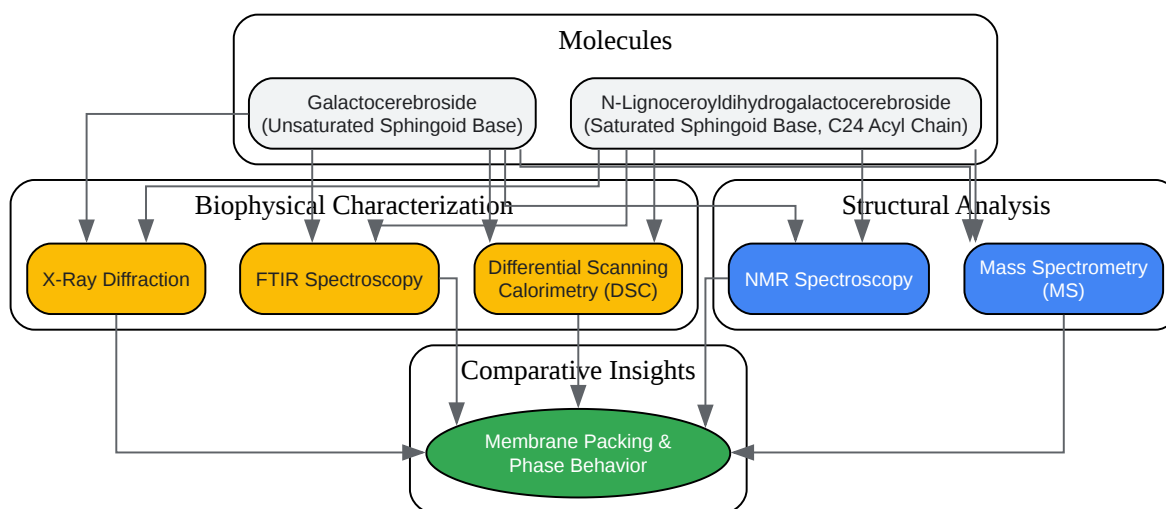 Molecules
Galactocerebroside
(Unsaturated Sphingoid Base)
N-Lignoceroyldihydrogalactocerebroside
(Saturated Sphingoid Base, C24 Acyl Chain)
Biophysical Characterization
Structural Analysis
X-Ray Diffraction
FTIR Spectroscopy
Differential Scanning
Calorimetry (DSC)
NMR Spectroscopy
Mass Spectrometry
(MS)
Comparative Insights
Membrane Packing &
Phase Behavior